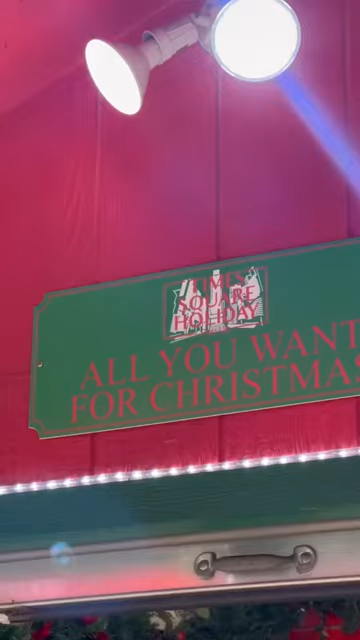 TIMES
SQUARE
HOLIDAY
ALL YOU WANT
FOR CHRISTMAS